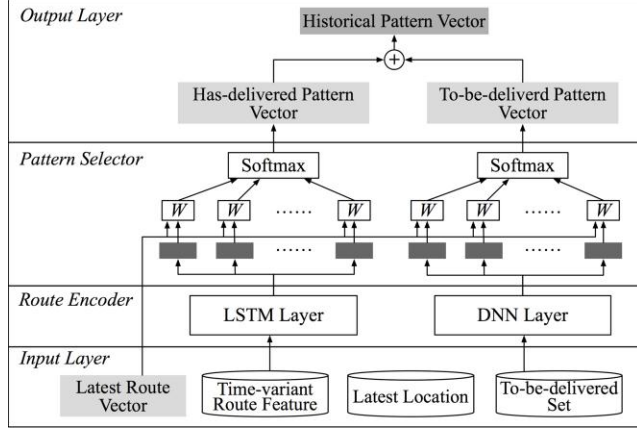 Output Layer
Historical Pattern Vector
+
Has-delivered Pattern
Vector
To-be-deliverd Pattern
Vector
Pattern Selector
Softmax
Softmax
W
W
......
W
W
W
......
W
......
......
Route Encoder
LSTM Layer
DNN Layer
Input Layer
Latest Route
Vector
Time-variant
Route Feature
Latest Location
To-be-delivered
Set